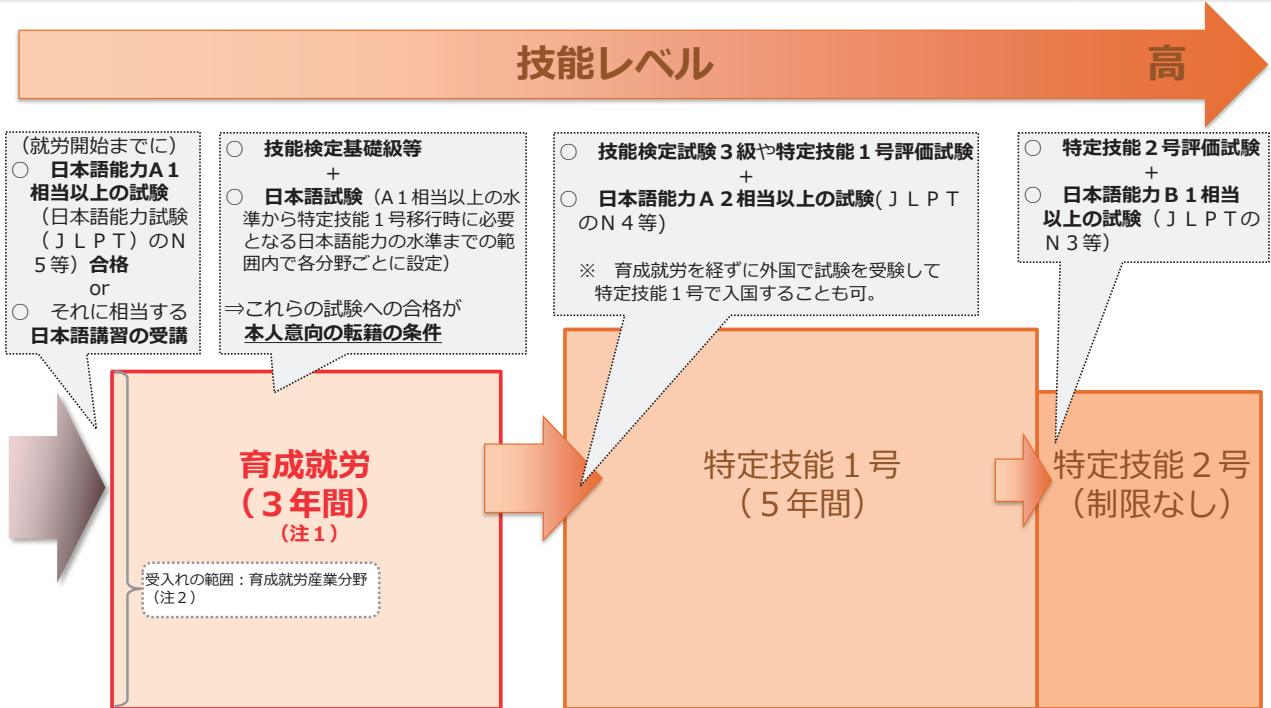 技能レベル 高
(就労開始までに)
○ 日本語能力A1
相当以上の試験
(日本語能力試験
(JLPT)のN
5等)合格
or
○ それに相当する
日本語講習の受講
○ 技能検定基礎級等
+
○ 日本語試験(A1相当以上の水
準から特定技能1号移行時に必要
となる日本語能力の水準までの範
囲内で各分野ごとに設定)
⇒これらの試験への合格が
本人意向の転籍の条件
○ 技能検定試験3級や特定技能1号評価試験
+
○ 日本語能力A2相当以上の試験(JLPT
のN4等)
※ 育成就労を経ずに外国で試験を受験して
特定技能1号で入国することも可。
○ 特定技能2号評価試験
+
○ 日本語能力B1相当
以上の試験(JLPTの
N3等)
育成就労
(3年間)
(注1)
受入れの範囲:育成就労産業分野
(注2)
特定技能1号
(5年間)
特定技能2号
(制限なし)